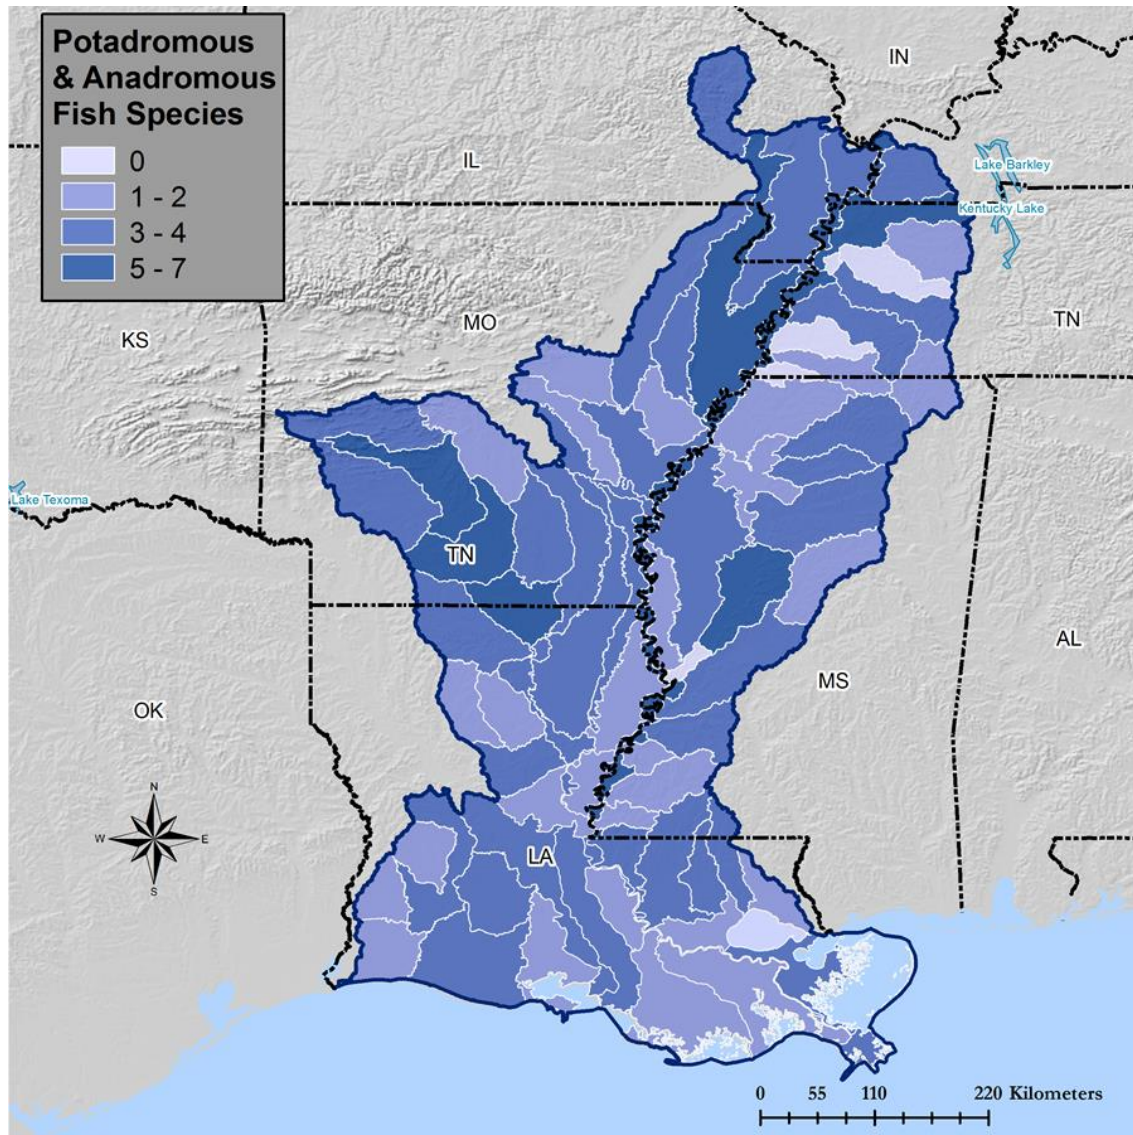 Potadromous
& Anadromous
Fish Species
0
1 - 2
3 - 4
5 - 7
IN
IL
Lake Barkley
Kentucky Lake
KS
MO
TN
Lake Texoma
TN
AL
MS
OK
N
W
E
S
LA
0 55 110 220 Kilometers